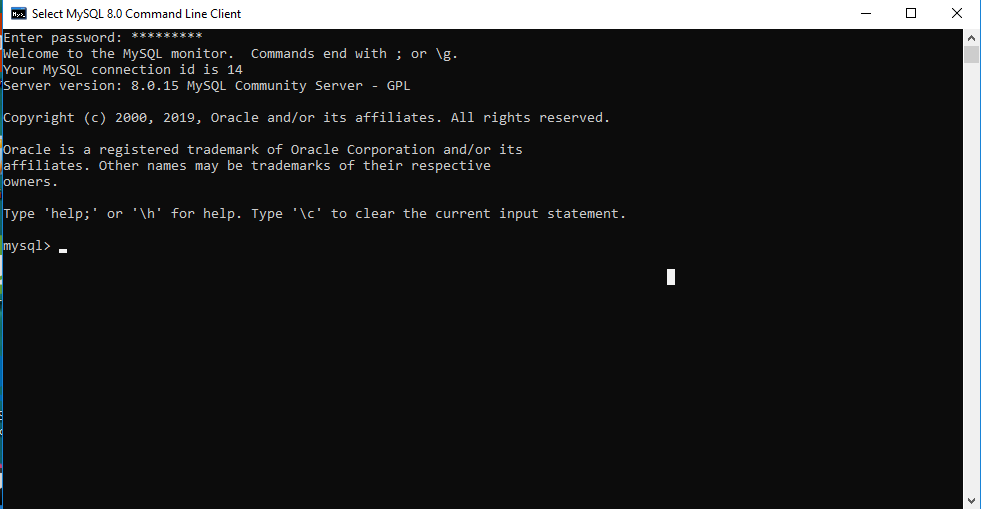 Select MySQL 8.0 Command Line Client
Enter password: *********
Welcome to the MySQL monitor.  Commands end with ; or \g.
Your MySQL connection id is 14
Server version: 8.0.15 MySQL Community Server - GPL
Copyright (c) 2000, 2019, Oracle and/or its affiliates. All rights reserved.
Oracle is a registered trademark of Oracle Corporation and/or its
affiliates. Other names may be trademarks of their respective
owners.
Type 'help;' or '\h' for help. Type '\c' to clear the current input statement.
mysql>